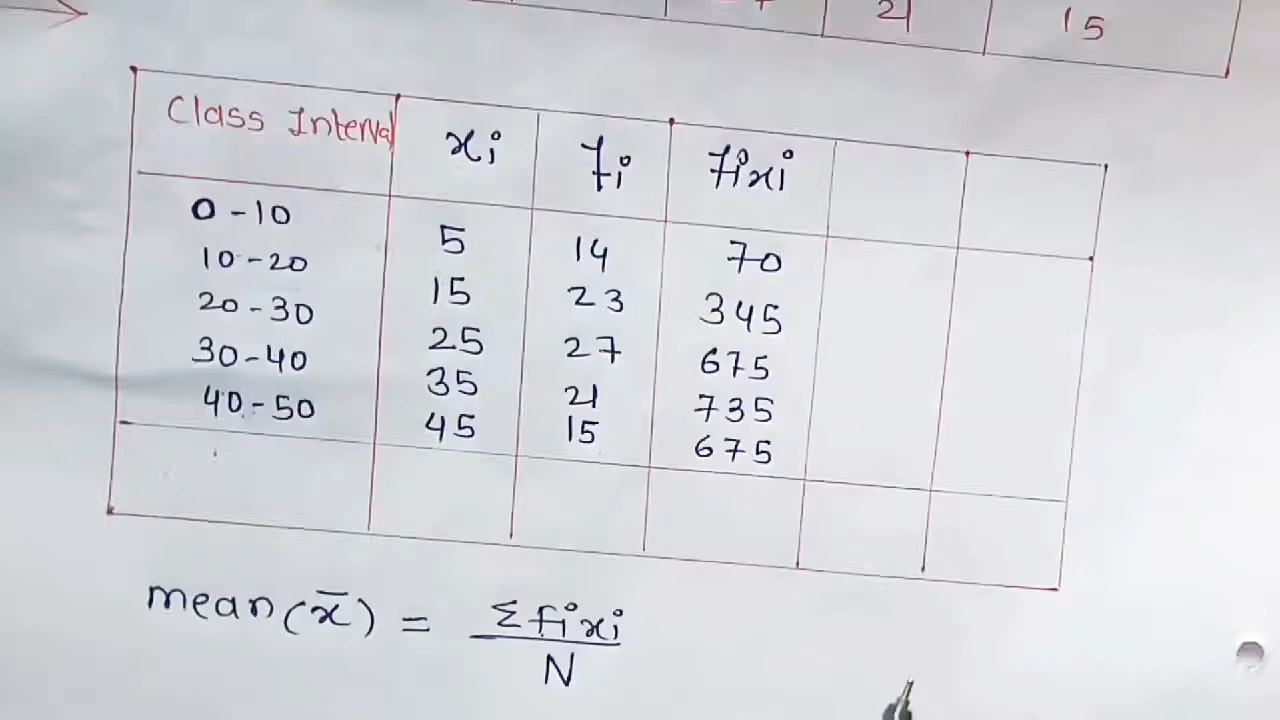 21 15
Class Interval xi fi fixi
0-10 5 14 70
10-20 15 23 345
20-30 25 27 675
30-40 35 21 735
40-50 45 15 675
mean(x̄) = Σfixi
N